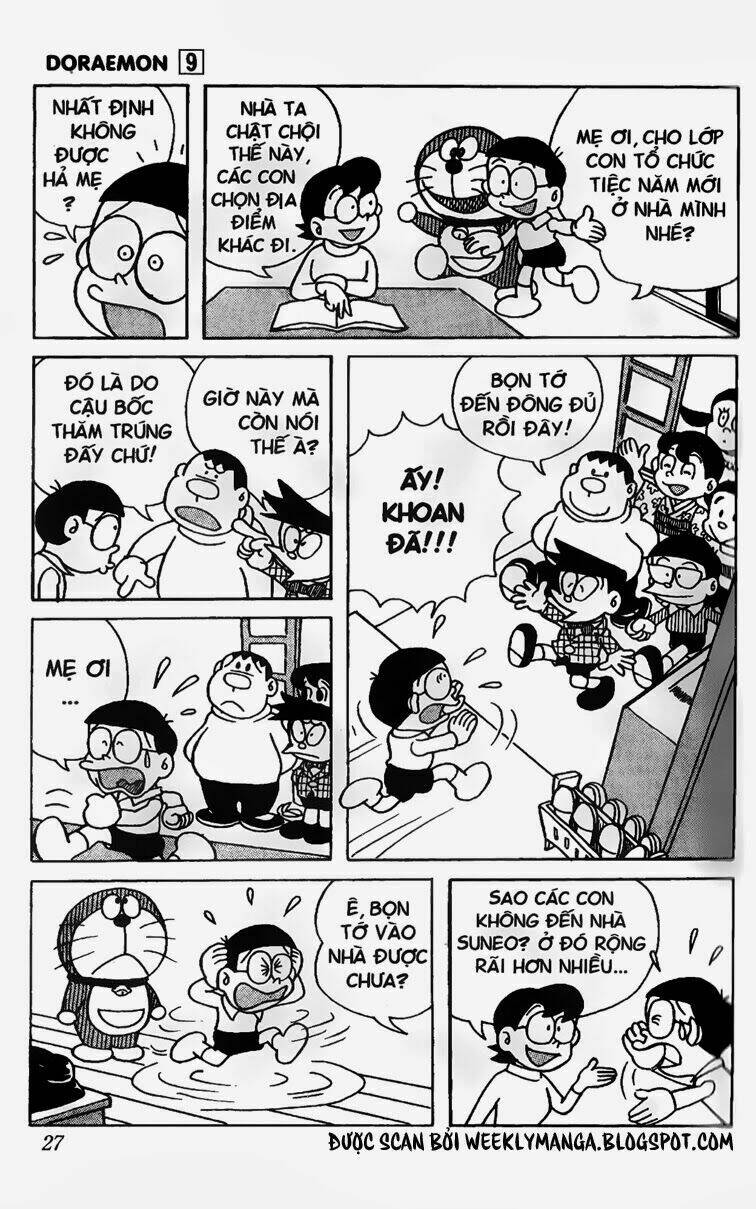 DORAEMON 9
MẸ ƠI, CHO LỚP
CON TỔ CHỨC
TIỆC NĂM MỚI
Ở NHÀ MÌNH
NHÉ?
NHÀ TA
CHẬT CHỘI
THẾ NÀY,
CÁC CON
CHỌN ĐỊA
ĐIỂM
KHÁC ĐI.
NHẤT ĐỊNH
KHÔNG
ĐƯỢC
HẢ MẸ
?
BỌN TỚ
ĐẾN ĐÔNG ĐỦ
RỒI ĐÂY!
ẤY!
KHOAN
ĐÃ!!!
GIỜ NÀY MÀ
CÒN NÓI
THẾ À?
ĐÓ LÀ DO
CẬU BỐC
THĂM TRÚNG
ĐẤY CHỨ!
MẸ ƠI
...
SAO CÁC CON
KHÔNG ĐẾN NHÀ
SUNEO? Ở ĐÓ RỘNG
RÃI HƠN NHIỀU...
Ê, BỌN
TỚ VÀO
NHÀ ĐƯỢC
CHƯA?
27
ĐƯỢC SCAN BỞI WEEKLYMANGA.BLOGSPOT.COM